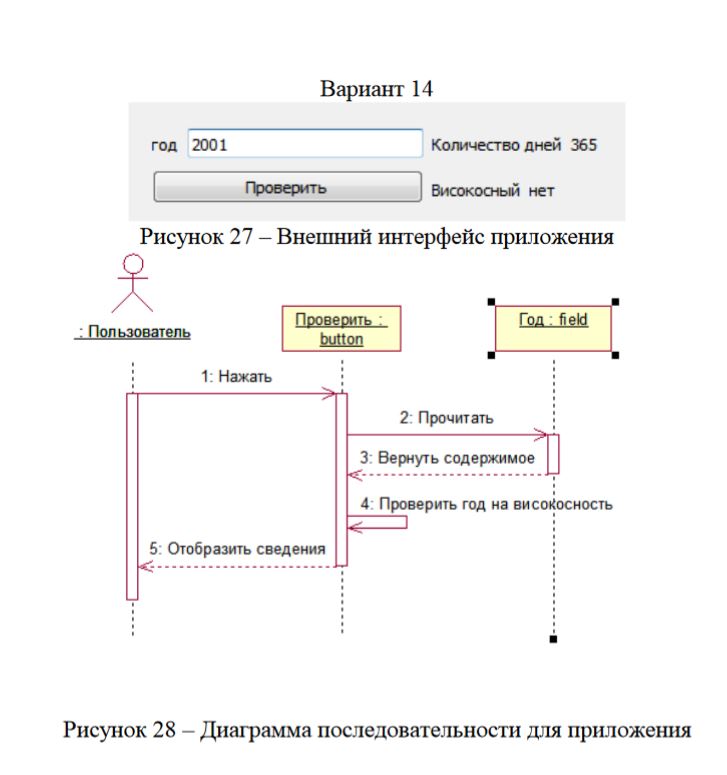 Вариант 14
год 2001 Количество дней 365
Проверить Високосный нет
Рисунок 27 – Внешний интерфейс приложения
: Пользователь
Проверить :
button
Год : field
1: Нажать
2: Прочитать
3: Вернуть содержимое
4: Проверить год на високосность
5: Отобразить сведения
Рисунок 28 – Диаграмма последовательности для приложения